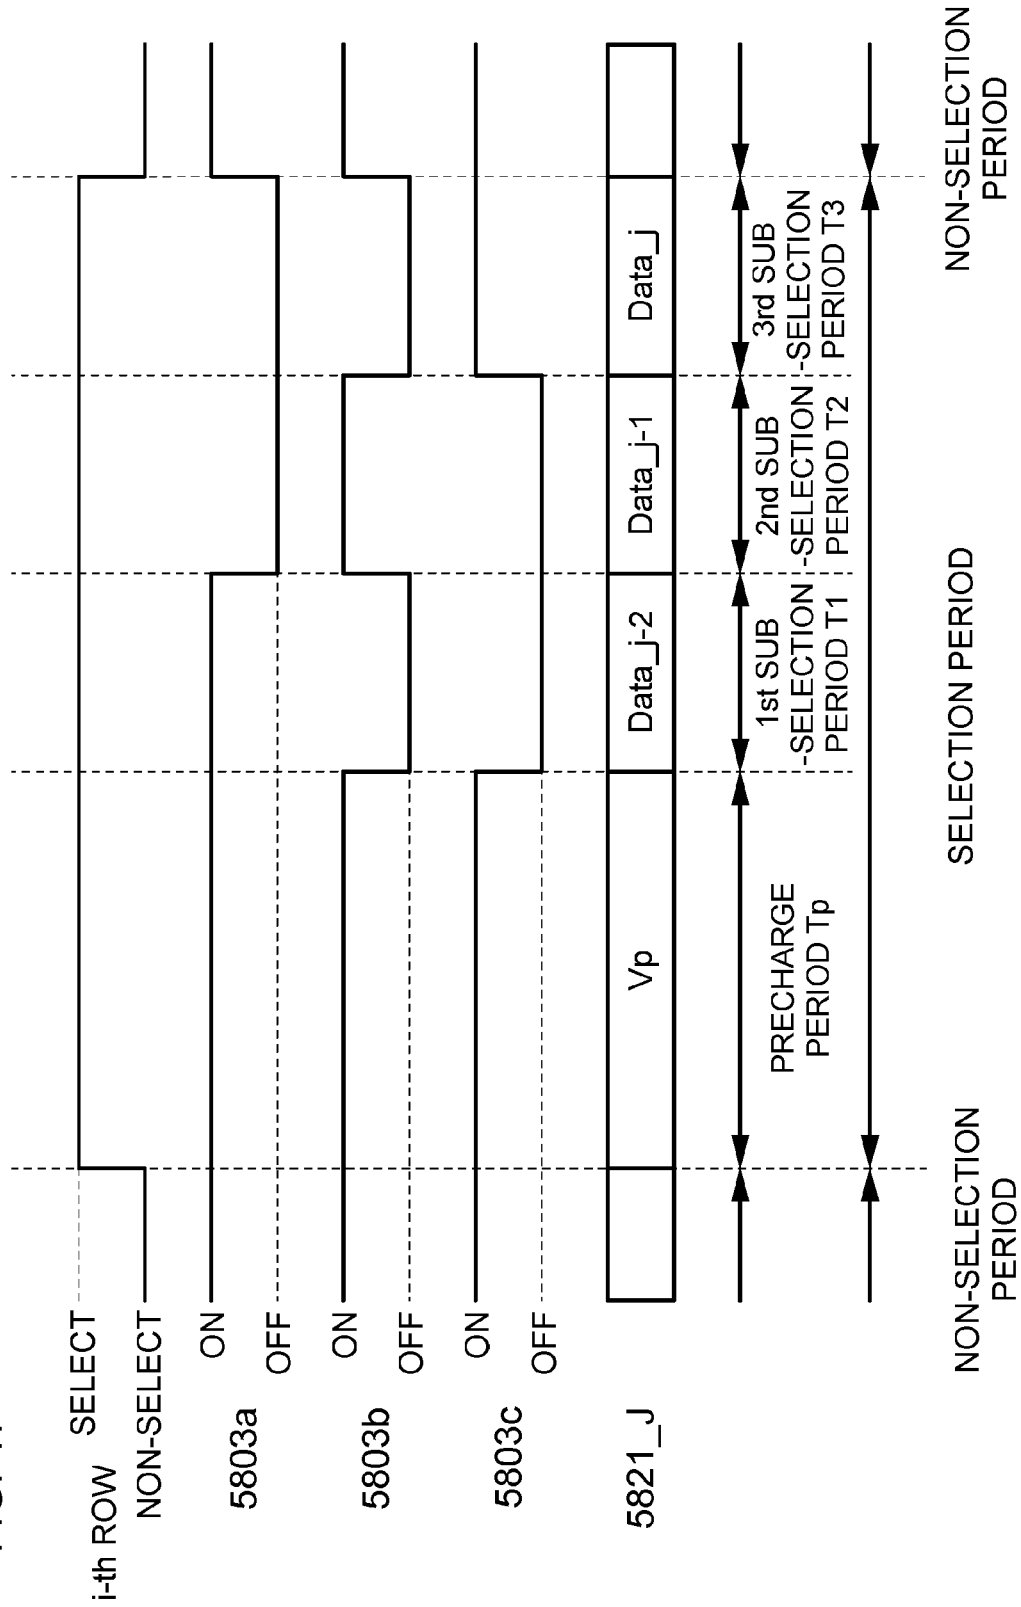 i-th ROW
SELECT
NON-SELECT
5803a
ON
OFF
5803b
ON
OFF
5803c
ON
OFF
5821_J
Vp
Data_j-2
Data_j-1
Data_j
PRECHARGE
PERIOD Tp
1st SUB
-SELECTION
PERIOD T1
2nd SUB
-SELECTION
PERIOD T2
3rd SUB
-SELECTION
PERIOD T3
NON-SELECTION
PERIOD
SELECTION PERIOD
NON-SELECTION
PERIOD